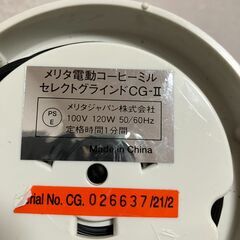 メリタ電動コーヒーミル
セレクトグラインドCG-Ⅱ
PS
E
メリタジャパン株式会社
100V 120W 50/60Hz
定格時間1分間
Made in China
rial No. CG. 026637/21/2